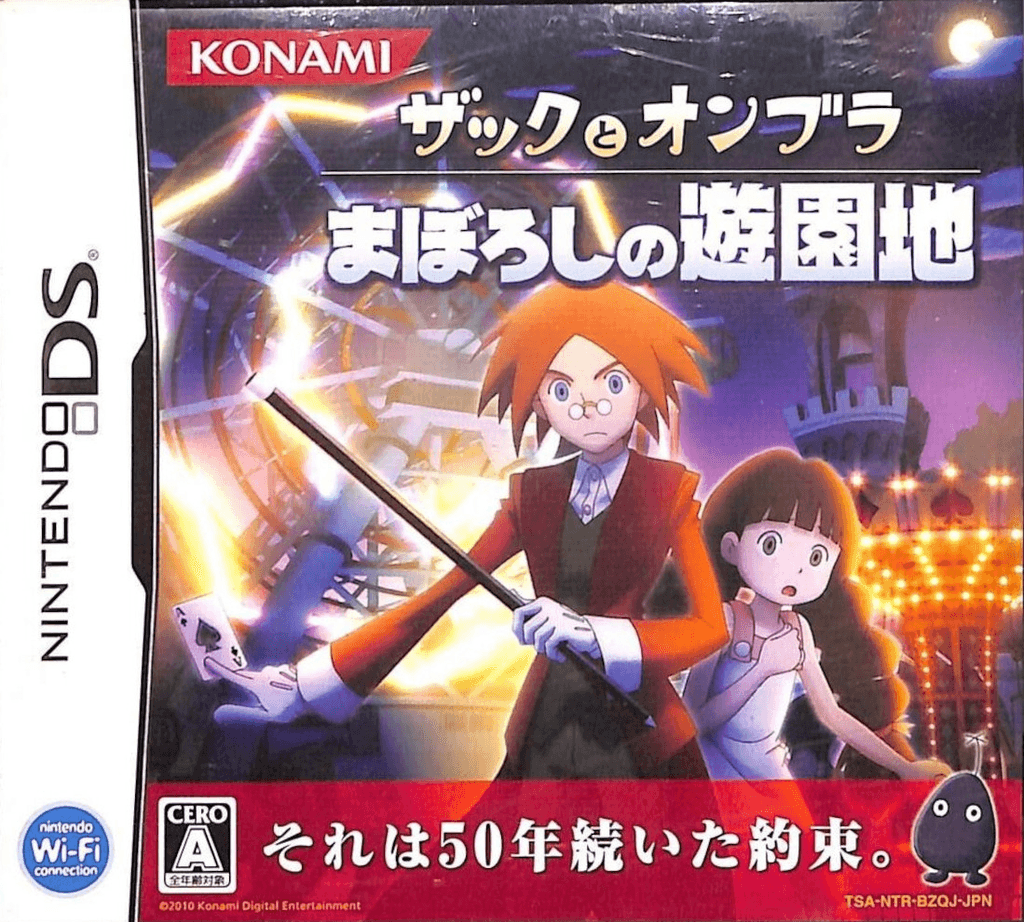 KONAMI
ザックとオンブラ
まぼろしの遊園地
NINTENDO DS®
A
A
nintendo
Wi-Fi
connection
CERO
A
全年齢対象
それは50年続いた約束。
©2010 Konami Digital Entertainment
TSA-NTR-BZQJ-JPN